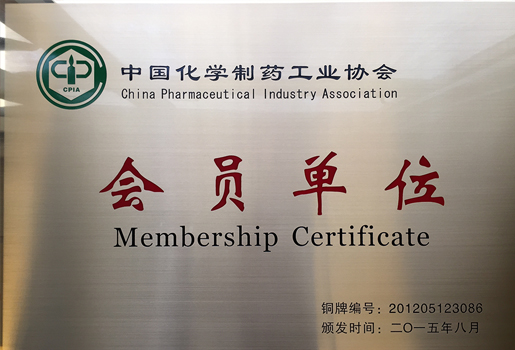 CPIA
中国化学制药工业协会
China Pharmaceutical Industry Association
会员单位
Membership Certificate
铜牌编号：201205123086
颁发时间：二〇一五年八月